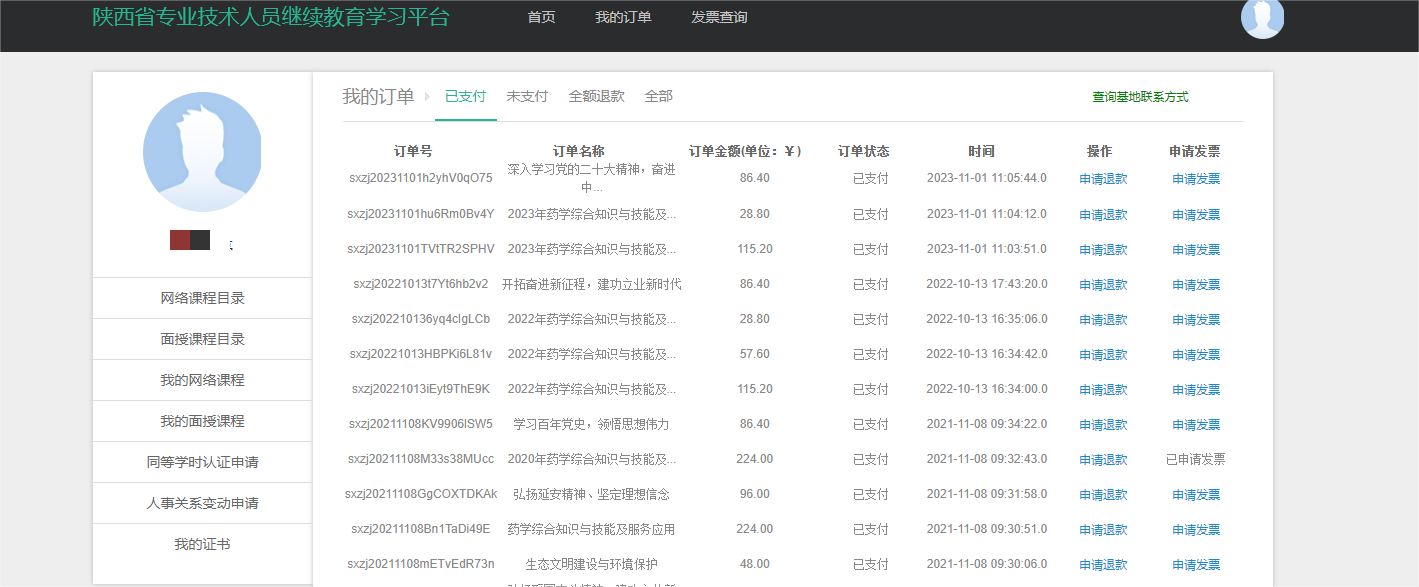 陕西省专业技术人员继续教育学习平台 首页 我的订单 发票查询
网络课程目录
面授课程目录
我的网络课程
我的面授课程
同等学时认证申请
人事关系变动申请
我的证书
我的订单 已支付 未支付 全额退款 全部 查询基地联系方式
订单号 订单名称 订单金额(单位：￥) 订单状态 时间 操作 申请发票
sxzj20231101h2yhV0qO75 深入学习党的二十大精神，奋进中... 86.40 已支付 2023-11-01 11:05:44.0 申请退款 申请发票
sxzj20231101hu6Rm0Bv4Y 2023年药学综合知识与技能及... 28.80 已支付 2023-11-01 11:04:12.0 申请退款 申请发票
sxzj20231101TVtTR2SPHV 2023年药学综合知识与技能及... 115.20 已支付 2023-11-01 11:03:51.0 申请退款 申请发票
sxzj20221013t7Yt6hb2v2 开拓奋进新征程，建功立业新时代 86.40 已支付 2022-10-13 17:43:20.0 申请退款 申请发票
sxzj202210136yq4clgLCb 2022年药学综合知识与技能及... 28.80 已支付 2022-10-13 16:35:06.0 申请退款 申请发票
sxzj20221013HBPKi6L81v 2022年药学综合知识与技能及... 57.60 已支付 2022-10-13 16:34:42.0 申请退款 申请发票
sxzj20221013iEyt9ThE9K 2022年药学综合知识与技能及... 115.20 已支付 2022-10-13 16:34:00.0 申请退款 申请发票
sxzj20211108KV9906lSW5 学习百年党史，领悟思想伟力 86.40 已支付 2021-11-08 09:34:22.0 申请退款 申请发票
sxzj20211108M33s38MUcc 2020年药学综合知识与技能及... 224.00 已支付 2021-11-08 09:32:43.0 申请退款 已申请发票
sxzj20211108GgCOXTDKAk 弘扬延安精神、坚定理想信念 96.00 已支付 2021-11-08 09:31:58.0 申请退款 申请发票
sxzj20211108Bn1TaDi49E 药学综合知识与技能及服务应用 224.00 已支付 2021-11-08 09:30:51.0 申请退款 申请发票
sxzj20211108mETvEdR73n 生态文明建设与环境保护 48.00 已支付 2021-11-08 09:30:06.0 申请退款 申请发票